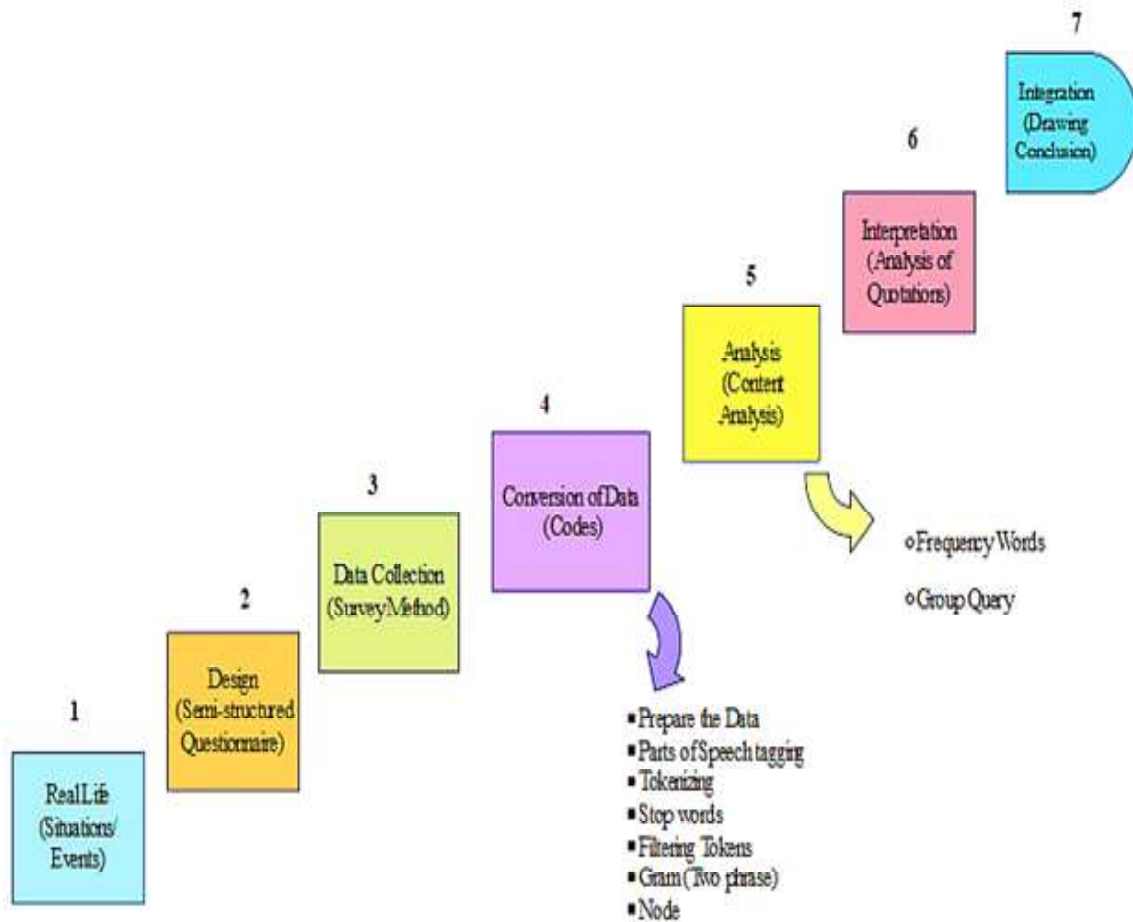 1
Real Life
(Situations/
Events)
2
Design
(Semi-structured
Questionnaire)
3
Data Collection
(Survey Method)
4
Conversion of Data
(Codes)
▪Prepare the Data
▪Parts of Speech tagging
▪Tokenizing
▪Stop words
▪Filtering Tokens
▪Gram (Two phrase)
▪Node
5
Analysis
(Content
Analysis)
⋄Frequency Words
⋄Group Query
6
Interpretation
(Analysis of
Quotations)
7
Integration
(Drawing
Conclusion)